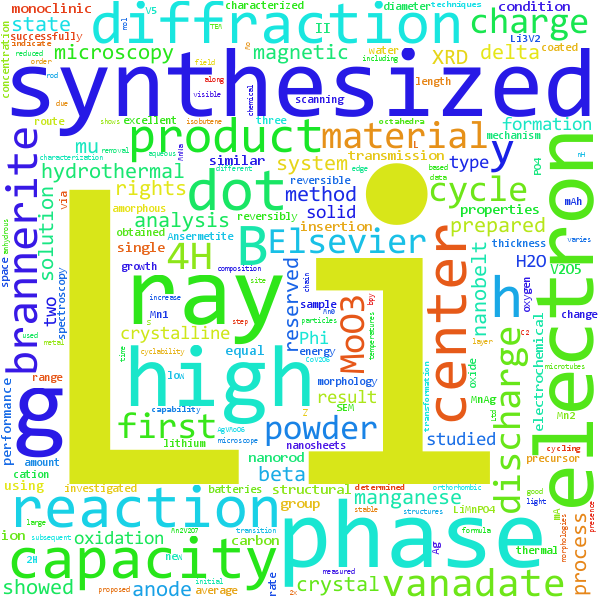 monoclinic
diffraction
characterized
techniques
diameter
V5
II
condition
charge
state
successfully
indicate
reduced
order
concentration
microscopy
magnetic
water
including
Li3V2
XRD
delta
coated
synthesized
length
scanning
along
visible
chemical
rod
due
route
excellent
isobutene
three
octahedra
formation
mechanism
product
material
y
mu
characterization
aqueous
removal
shows
similar
system
transmission
edge
based
data
type
PO4
hydrothermal
different
reversible
mAh
electron
brannerite
via
rights
dot
method
cycle
properties
amorphous
analysis
reversibly
solid
insertion
prepared
solution
obtained
Ansermetite
thickness
varies
single
4H
B
Elsevier
center
H2O
V2O5
space
anhydrous
growth
composition
reserved
MoO3
h
nanobelt
oxygen
change
two
spectroscopy
ray
site
chain
sample
increase
Mn1
step
particles
bpy
temperatures
layer
oxide
C2
microtubes
crystalline
equal
Phi
CoV2O6
MnAg
Mn2
used
metal
time
cyclability
energy
transformation
discharge
electrochemical
high
low
morphology
result
orthorhombic
range
performance
g
capability
first
SEM
AgVMoO6
microscope
powder
studied
cycling
precursor
lithium
nanosheets
amount
cation
nanorod
beta
structural
using
investigated
batteries
group
determined
stable
structures
manganese
LiMnPO4
good
light
mA
process
morphologies
presence
reaction
phase
ion
large
subsequent
oxidation
Mn2V2O7
transition
carbon
new
Ag
formula
thermal
capacity
2H
showed
proposed
anode
initial
average
rate
measured
2x
crystal
vanadate